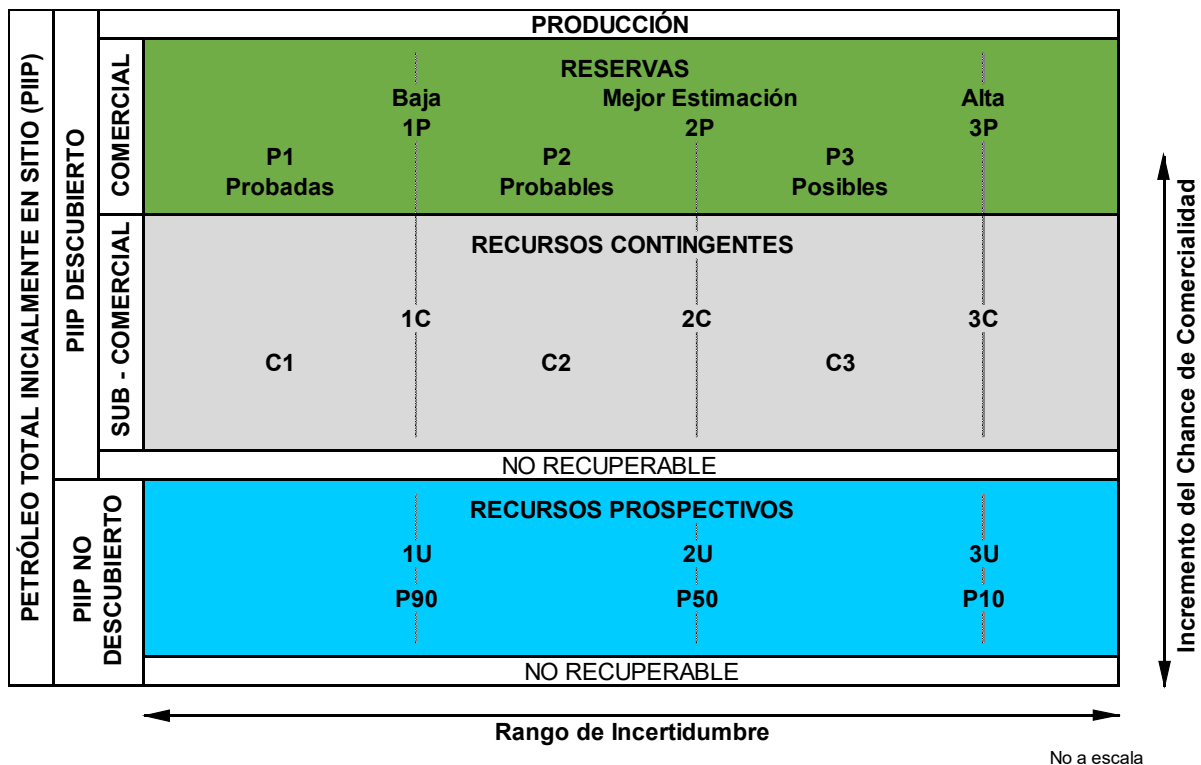 PETRÓLEO TOTAL INICIALMENTE EN SITIO (PIIP)
PIIP DESCUBIERTO
COMERCIAL
PRODUCCIÓN
RESERVAS
Baja Mejor Estimación Alta
1P 2P 3P
P1 P2 P3
Probadas Probables Posibles
SUB - COMERCIAL
RECURSOS CONTINGENTES
1C 2C 3C
C1 C2 C3
NO RECUPERABLE
PIIP NO
DESCUBIERTO
RECURSOS PROSPECTIVOS
1U 2U 3U
P90 P50 P10
NO RECUPERABLE
Incremento del Chance de Comercialidad
Rango de Incertidumbre
No a escala